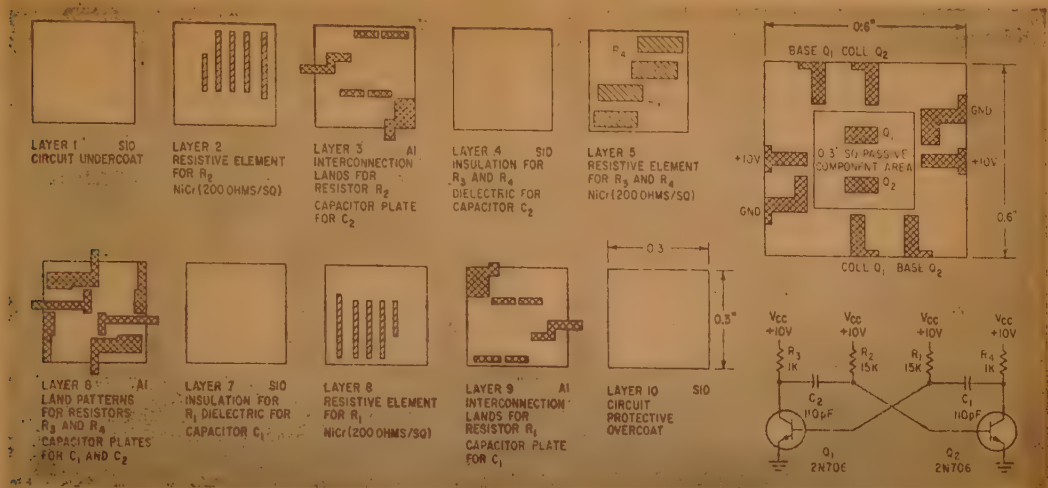 LAYER 1 SIO
CIRCUIT UNDERCOAT
LAYER 2
RESISTIVE ELEMENT
FOR R2
NiCr (200 OHMS/SQ)
LAYER 3 Al
INTERCONNECTION
LANDS FOR
RESISTOR R2
CAPACITOR PLATE
FOR C2
LAYER 4 SIO
INSULATION FOR
R3 AND R4
DIELECTRIC FOR
CAPACITOR C2
R4
LAYER 5
RESISTIVE ELEMENT
FOR R3 AND R4
NiCr (200 OHMS/SQ)
0.6"
BASE Q1 COLL Q2
GND
Q1
+10V
0.3" SQ PASSIVE
COMPONENT AREA
+10V
Q2
GND
0.6"
COLL Q1 BASE Q2
LAYER 6 Al
LAND PATTERNS
FOR RESISTORS
R3 AND R4
CAPACITOR PLATES
FOR C1 AND C2
LAYER 7 SIO
INSULATION FOR
R1 DIELECTRIC FOR
CAPACITOR C1
LAYER 8
RESISTIVE ELEMENT
FOR R1
NiCr (200 OHMS/SQ)
LAYER 9 Al
INTERCONNECTION
LANDS FOR
RESISTOR R1
CAPACITOR PLATE
FOR C1
0.3
0.3"
LAYER 10 SIO
CIRCUIT
PROTECTIVE
OVERCOAT
VCC VCC VCC VCC
+10V +10V +10V +10V
R3 R2 R1 R4
1K 15K 15K 1K
C2 C1
110pF 110pF
Q1 Q2
2N706 2N706